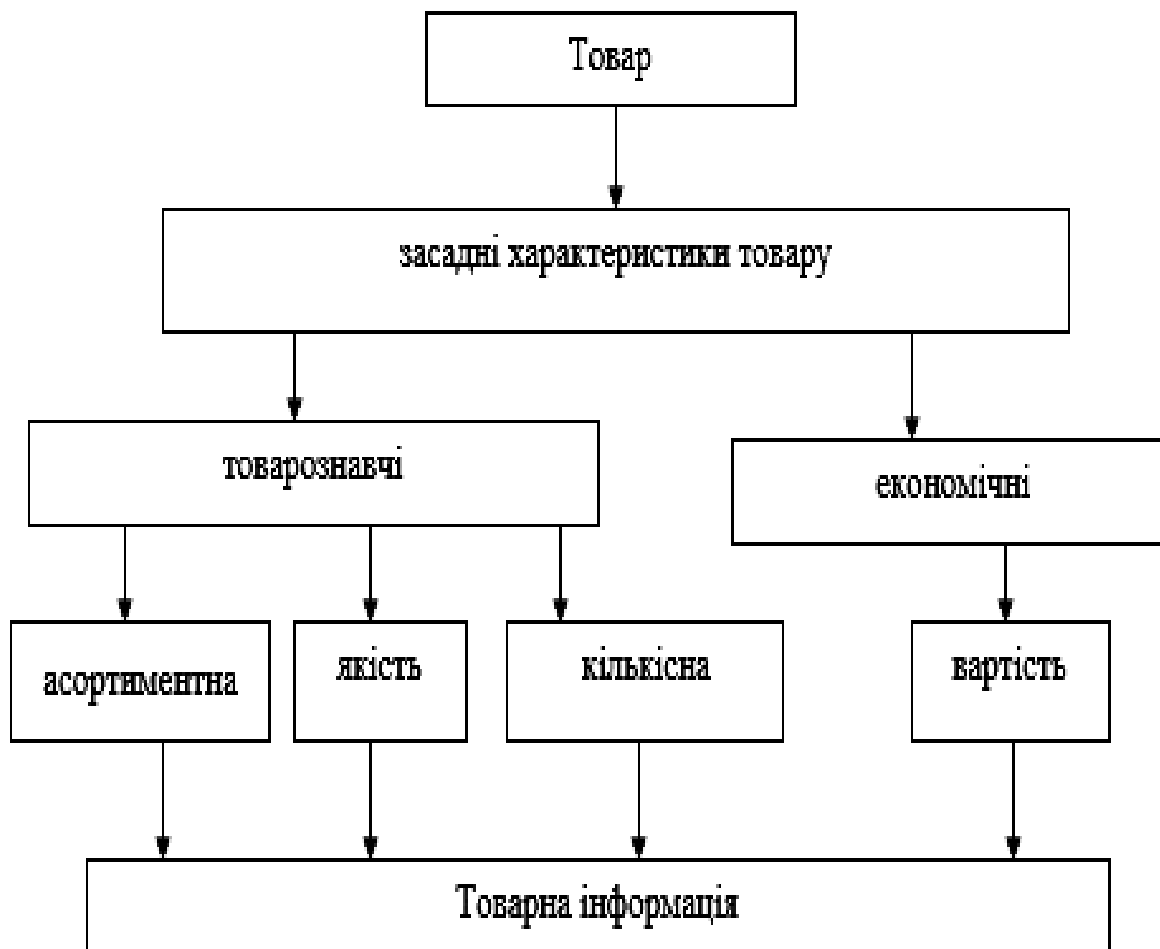 Товар
засадні характеристики товару
товарознавчі
економічні
асортиментна
якість
кількісна
вартість
Товарна інформація